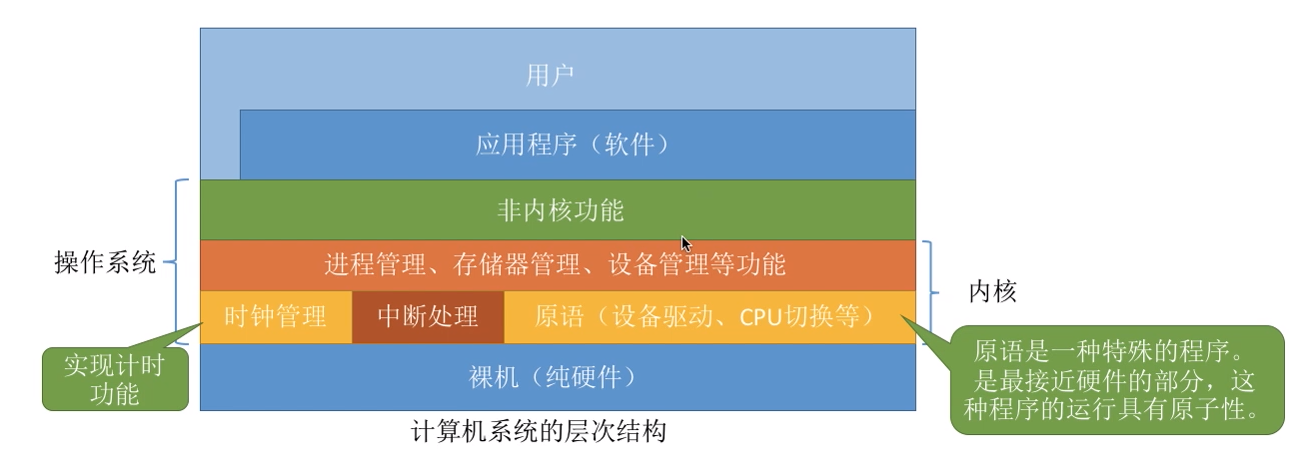 用户
应用程序（软件）
非内核功能
操作系统
进程管理、存储器管理、设备管理等功能
内核
时钟管理
中断处理
原语（设备驱动、CPU切换等）
实现计时
功能
裸机（纯硬件）
原语是一种特殊的程序。
是最接近硬件的部分，这
种程序的运行具有原子性。
计算机系统的层次结构